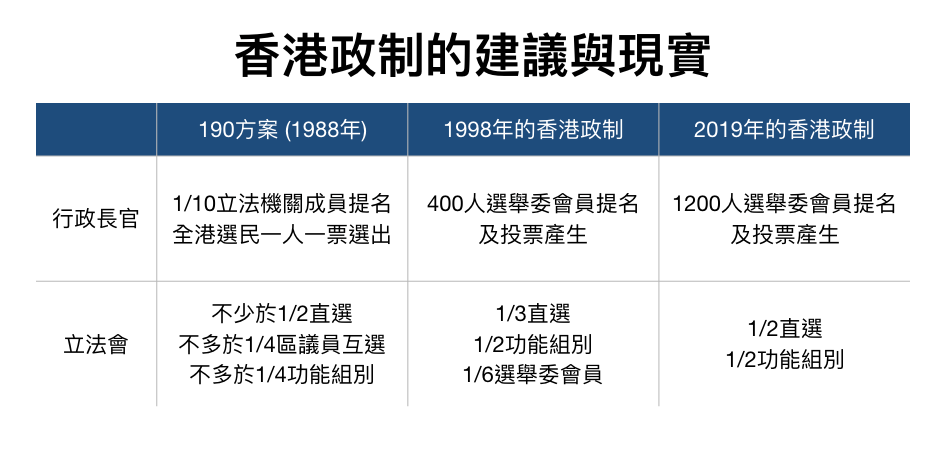 香港政制的建議與現實
190方案 (1988年)
1998年的香港政制
2019年的香港政制
行政長官
1/10立法機關成員提名
全港選民一人一票選出
400人選舉委會員提名
及投票產生
1200人選舉委會員提名
及投票產生
立法會
不少於1/2直選
不多於1/4區議員互選
不多於1/4功能組別
1/3直選
1/2功能組別
1/6選舉委會員
1/2直選
1/2功能組別